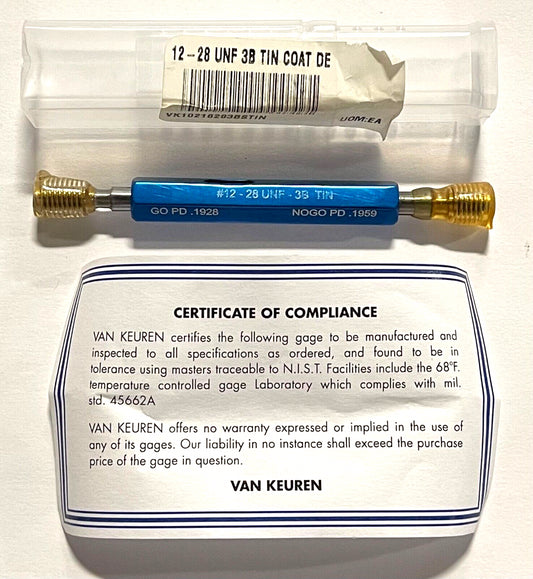 12-28 UNF 3B TIN COAT DE
UOM:EA
#12-28 UNF-3B TIN
GO PD .1928 NOGO PD .1959
CERTIFICATE OF COMPLIANCE
VAN KEUREN certifies the following gage to be manufactured and
inspected to all specifications as ordered, and found to be in
tolerance using masters traceable to N.I.S.T. Facilities include the 68°F.
temperature controlled gage Laboratory which complies with mil.
std. 45662A
VAN KEUREN offers no warranty expressed or implied in the use of
any of its gages. Our liability in no instance shall exceed the purchase
price of the gage in question.
VAN KEUREN